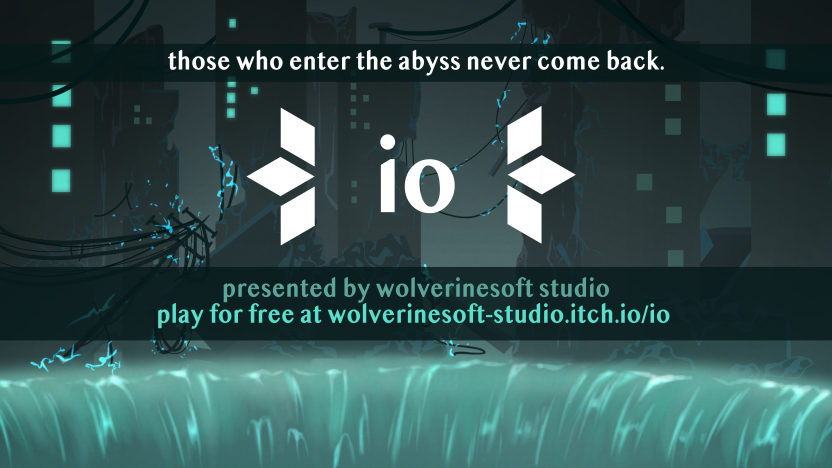 those who enter the abyss never come back.
io
presented by wolverinesoft studio
play for free at wolverinesoft-studio.itch.io/io